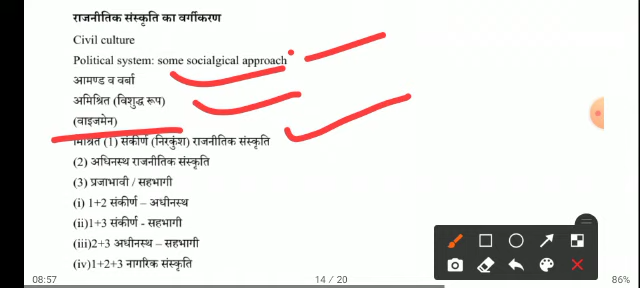 राजनीतिक संस्कृति का वर्गीकरण
Civil culture
Political system: some socialgical approach
आमण्ड व वर्बा
अमिश्रित (विशुद्ध रूप)
(वाइजमेन)
मिश्रित (1) संकीर्ण (निरकुंश) राजनीतिक संस्कृति
(2) अधिनस्थ राजनीतिक संस्कृति
(3) प्रजाभावी / सहभागी
(i) 1+2 संकीर्ण – अधीनस्थ
(ii)1+3 संकीर्ण - सहभागी
(iii)2+3 अधीनस्थ – सहभागी
(iv)1+2+3 नागरिक संस्कृति
08:57 14 / 20 86%